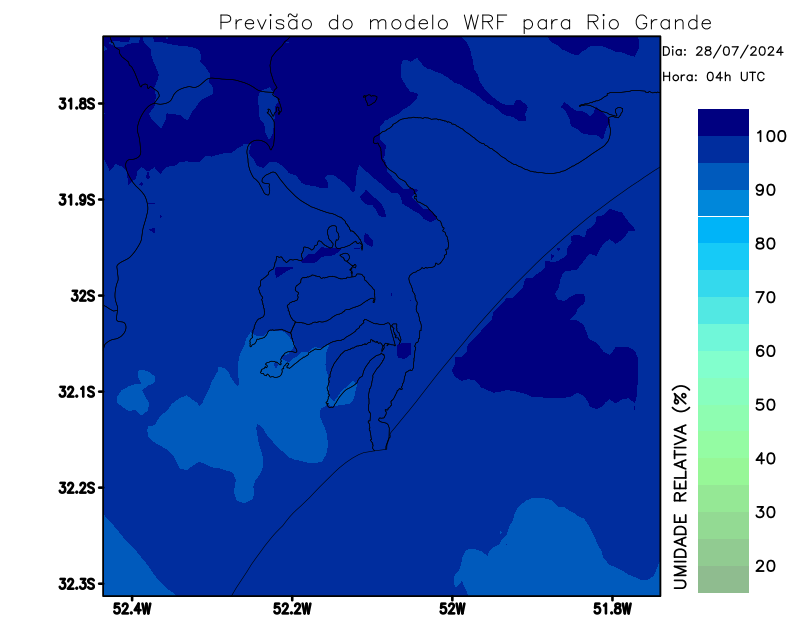 Previsão do modelo WRF para Rio Grande
Dia: 28/07/2024
Hora: 04h UTC
31.8S
31.9S
32S
32.1S
32.2S
32.3S
52.4W
52.2W
52W
51.8W
100
90
80
70
60
50
40
30
20
UMIDADE RELATIVA (%)